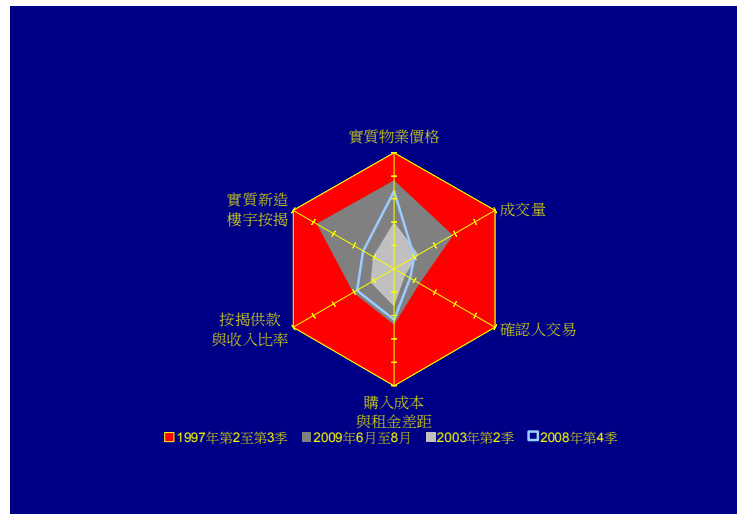 實質物業價格
實質新造
樓宇按揭
成交量
按揭供款
與收入比率
確認人交易
購入成本
與租金差距
1997年第2至第3季 2009年6月至8月 2003年第2季 2008年第4季